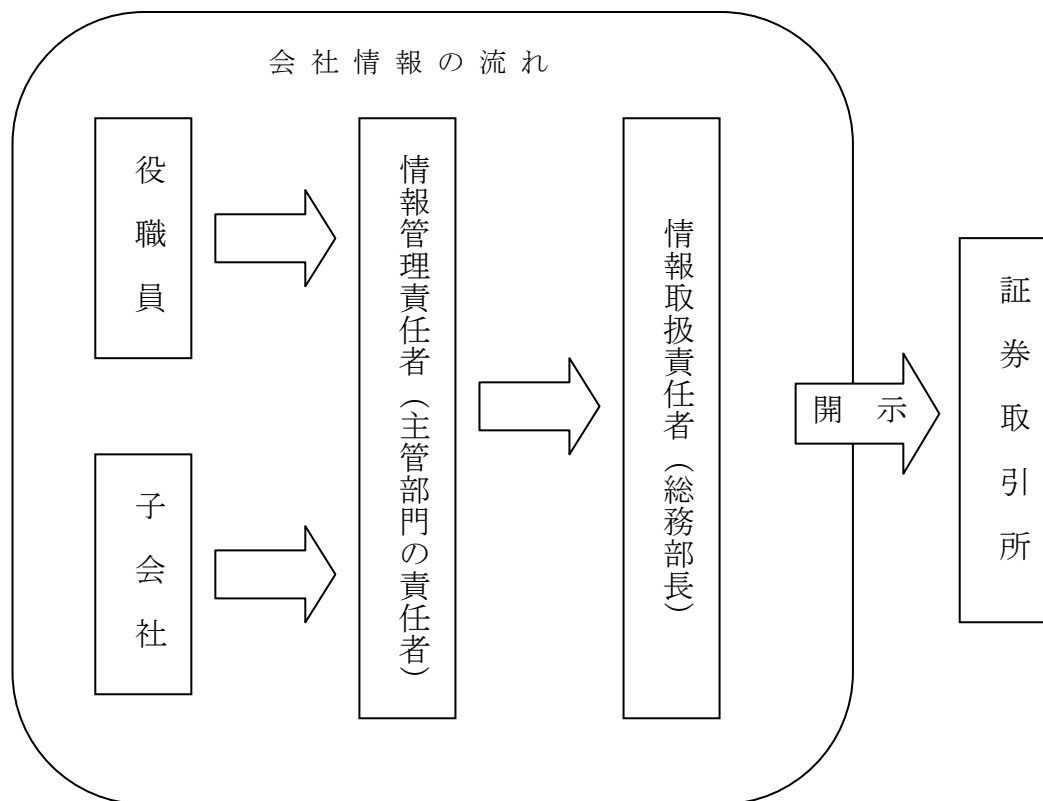 会社情報の流れ
役職員
子会社
情報管理責任者（主管部門の責任者）
情報取扱責任者（総務部長）
開示
証券取引所